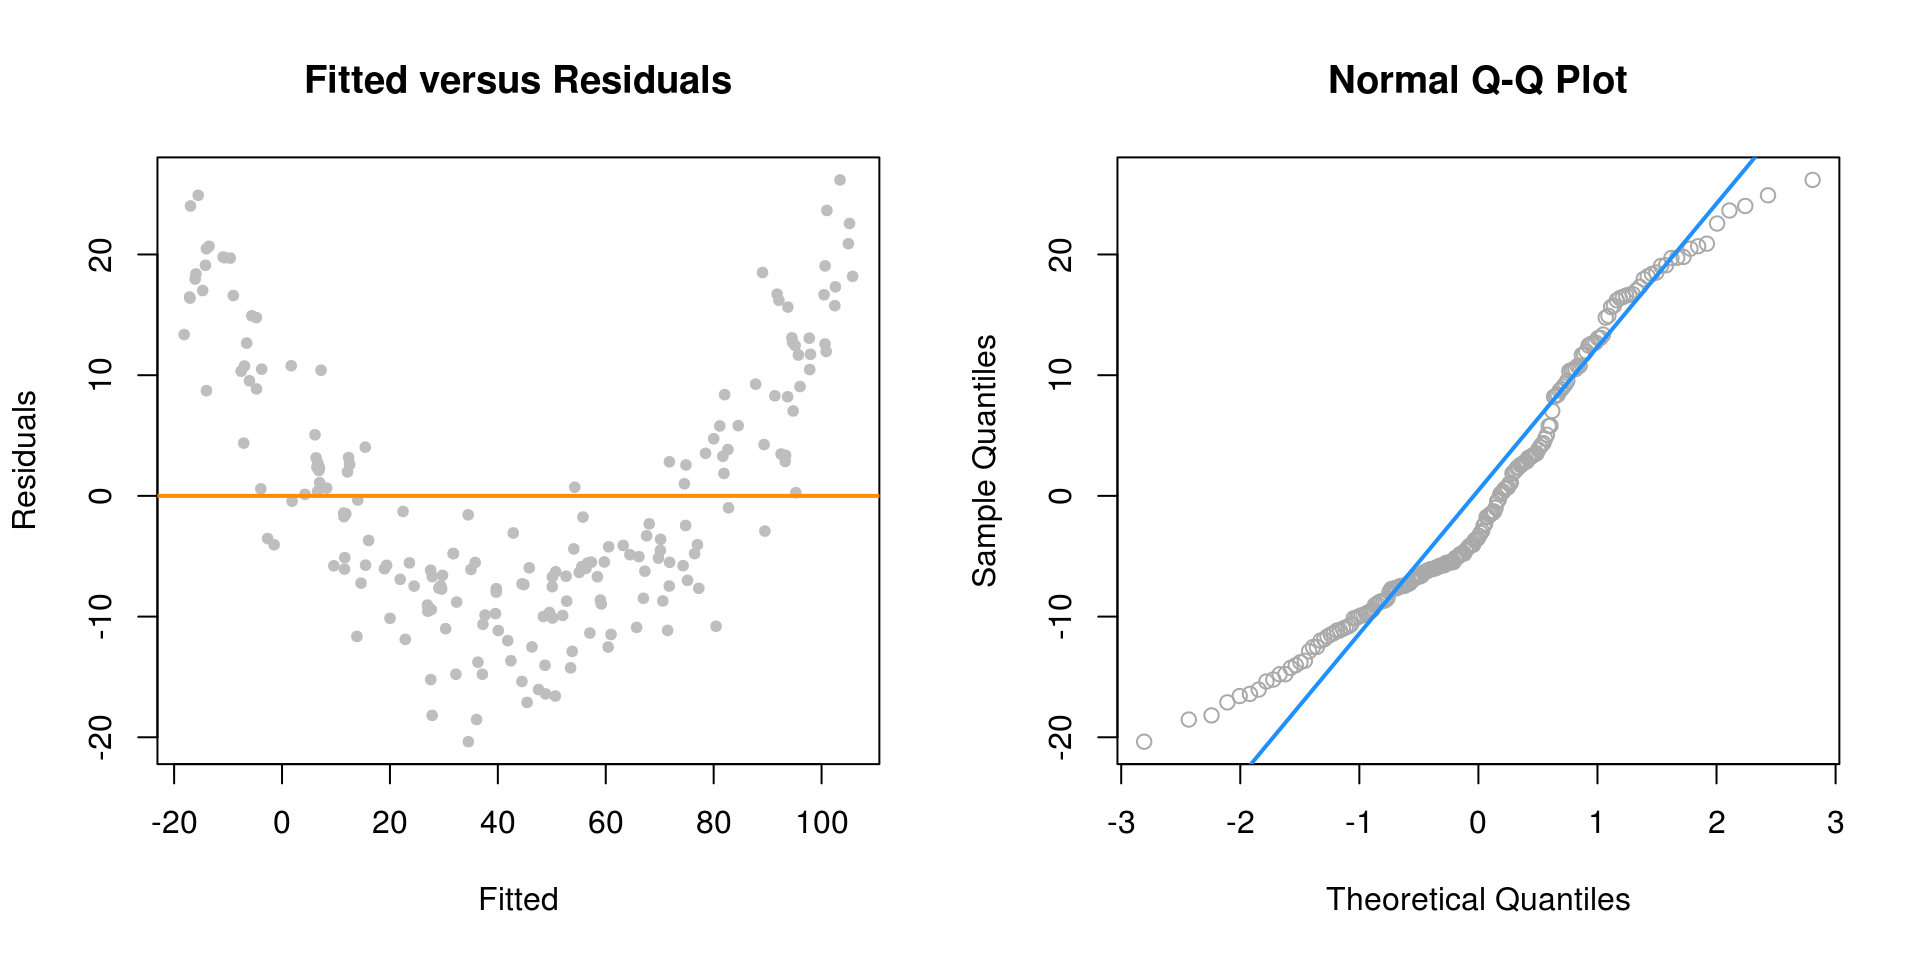 Fitted versus Residuals
Residuals
20
10
0
-10
-20
-20 0 20 40 60 80 100
Fitted
Normal Q-Q Plot
Sample Quantiles
20
10
0
-10
-20
-3 -2 -1 0 1 2 3
Theoretical Quantiles